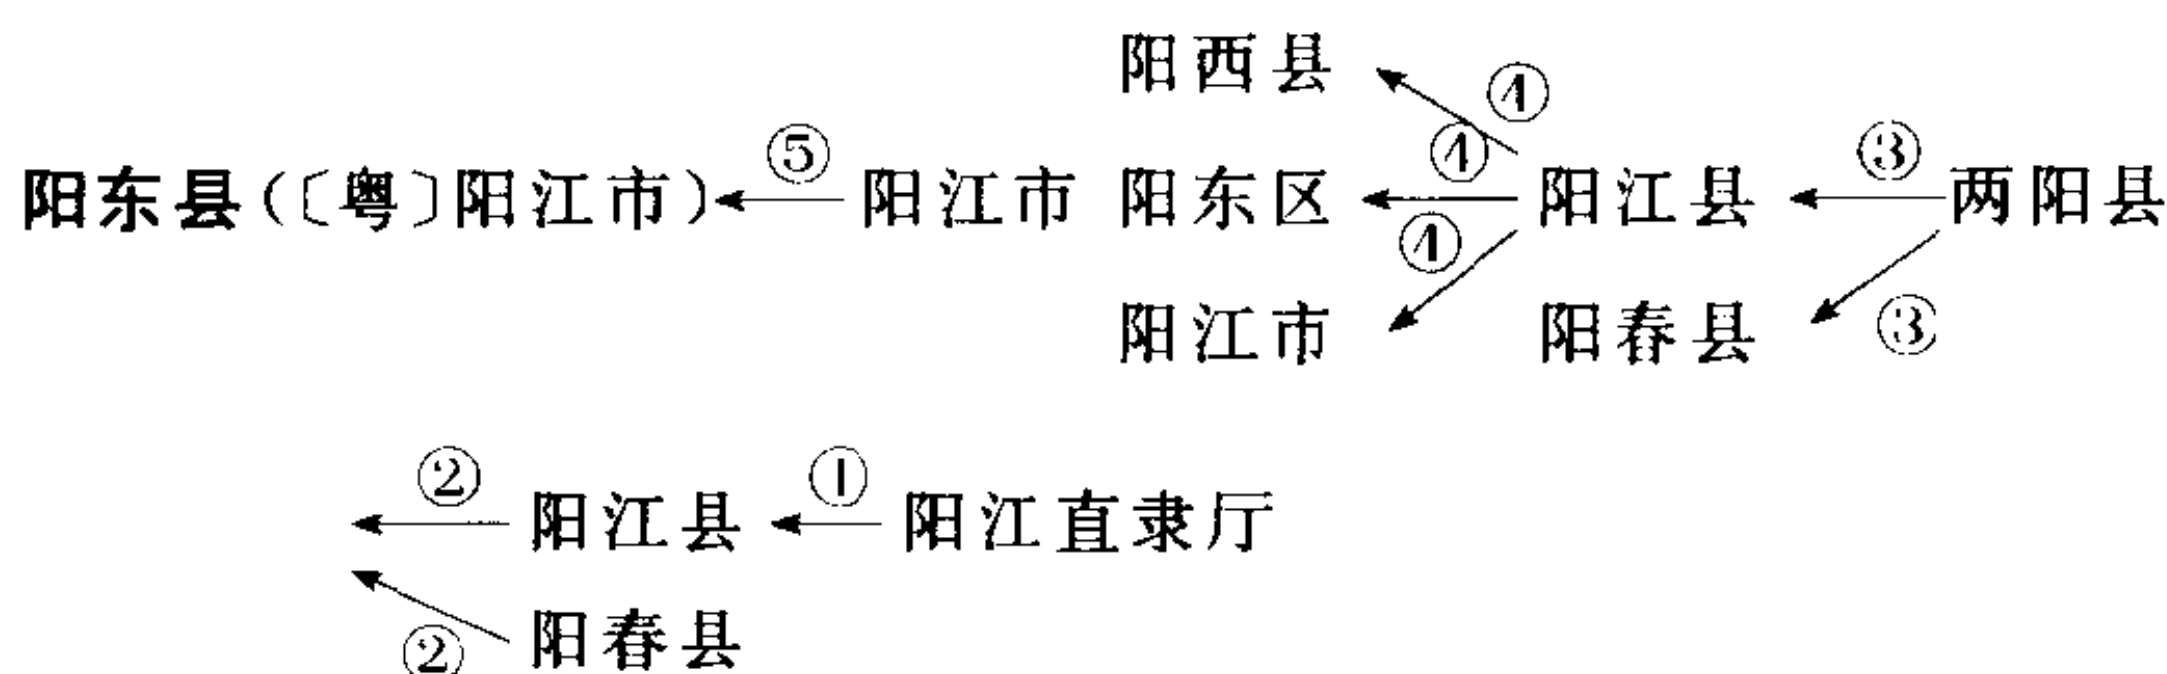 阳西县 ④
阳东县(〔粤〕阳江市) ⑤ 阳江市 阳东区 ④ 阳江县 ③ 两阳县
④
阳江市 阳春县 ③
② 阳江县 ① 阳江直隶厅
② 阳春县